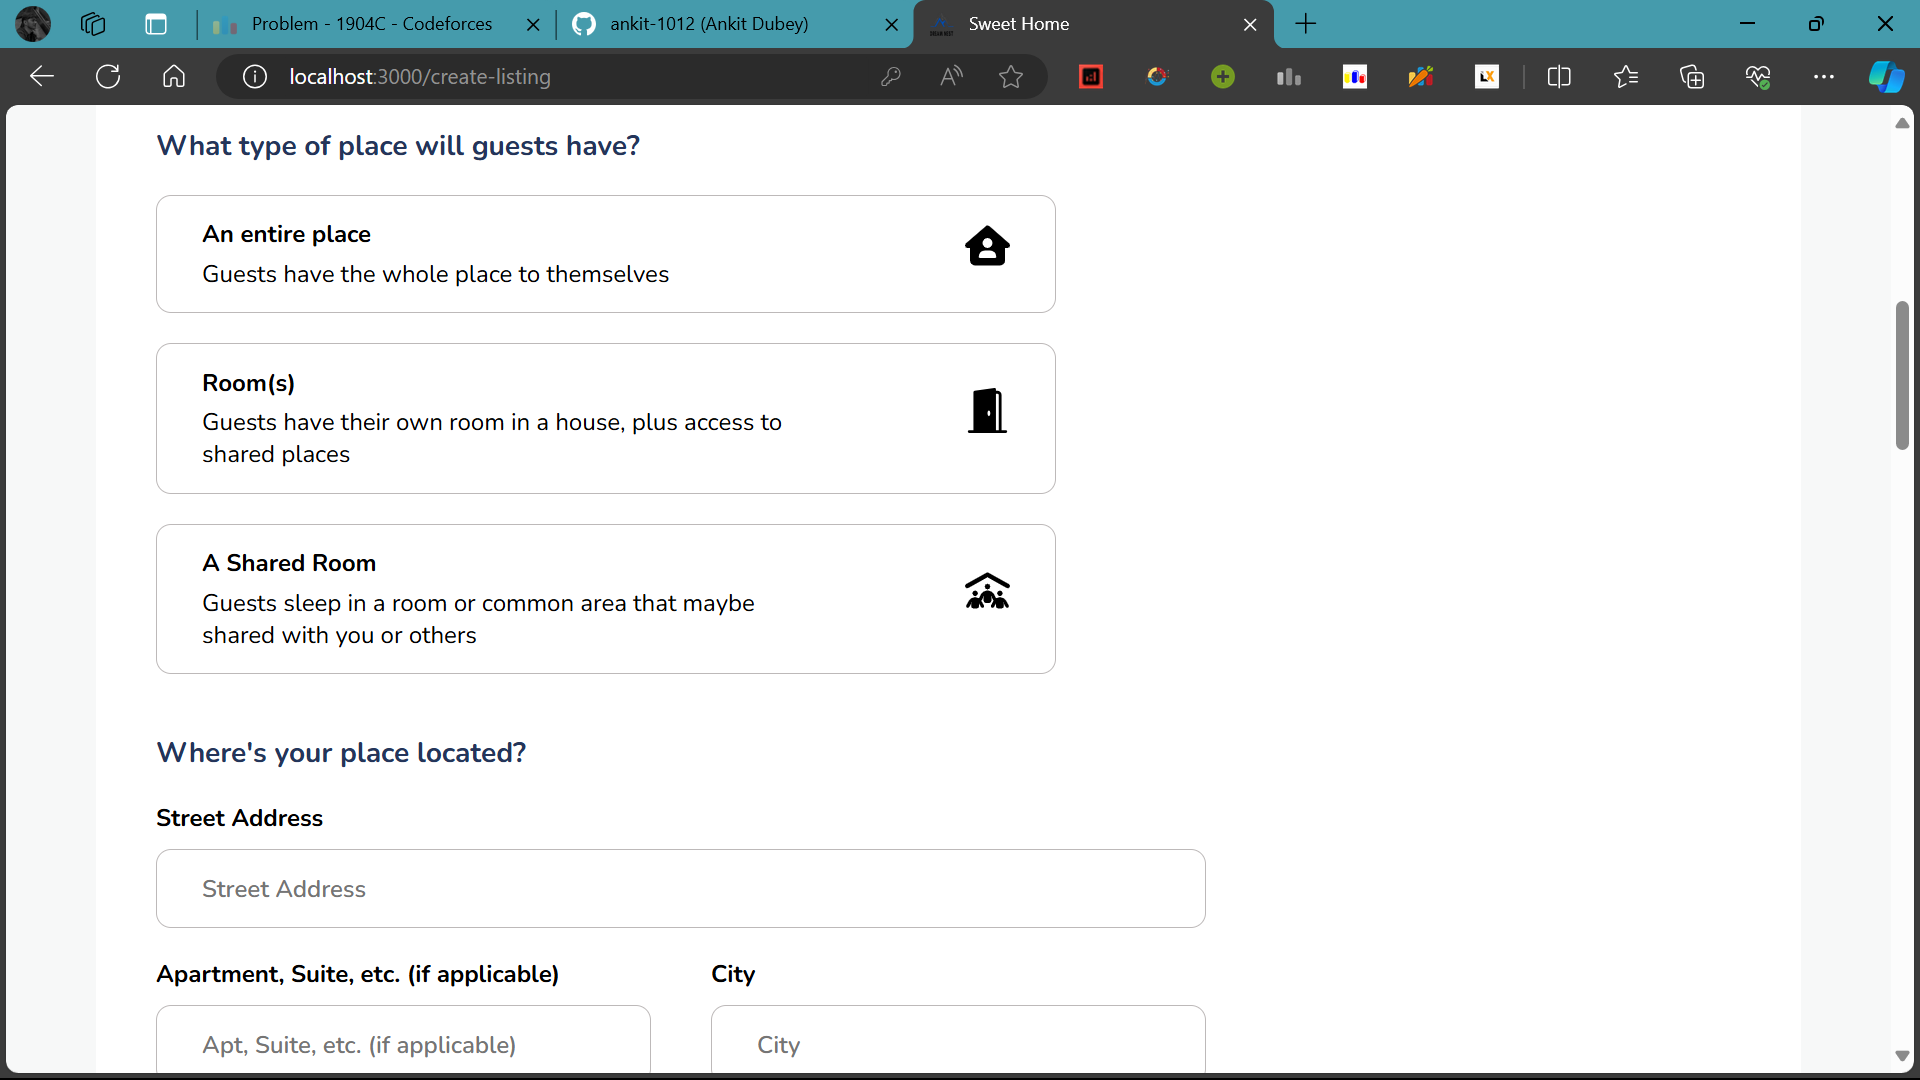 Problem - 1904C - Codeforces
ankit-1012 (Ankit Dubey)
Sweet Home
localhost:3000/create-listing
What type of place will guests have?
An entire place
Guests have the whole place to themselves
Room(s)
Guests have their own room in a house, plus access to
shared places
A Shared Room
Guests sleep in a room or common area that maybe
shared with you or others
Where's your place located?
Street Address
Street Address
Apartment, Suite, etc. (if applicable)
City
Apt, Suite, etc. (if applicable)
City